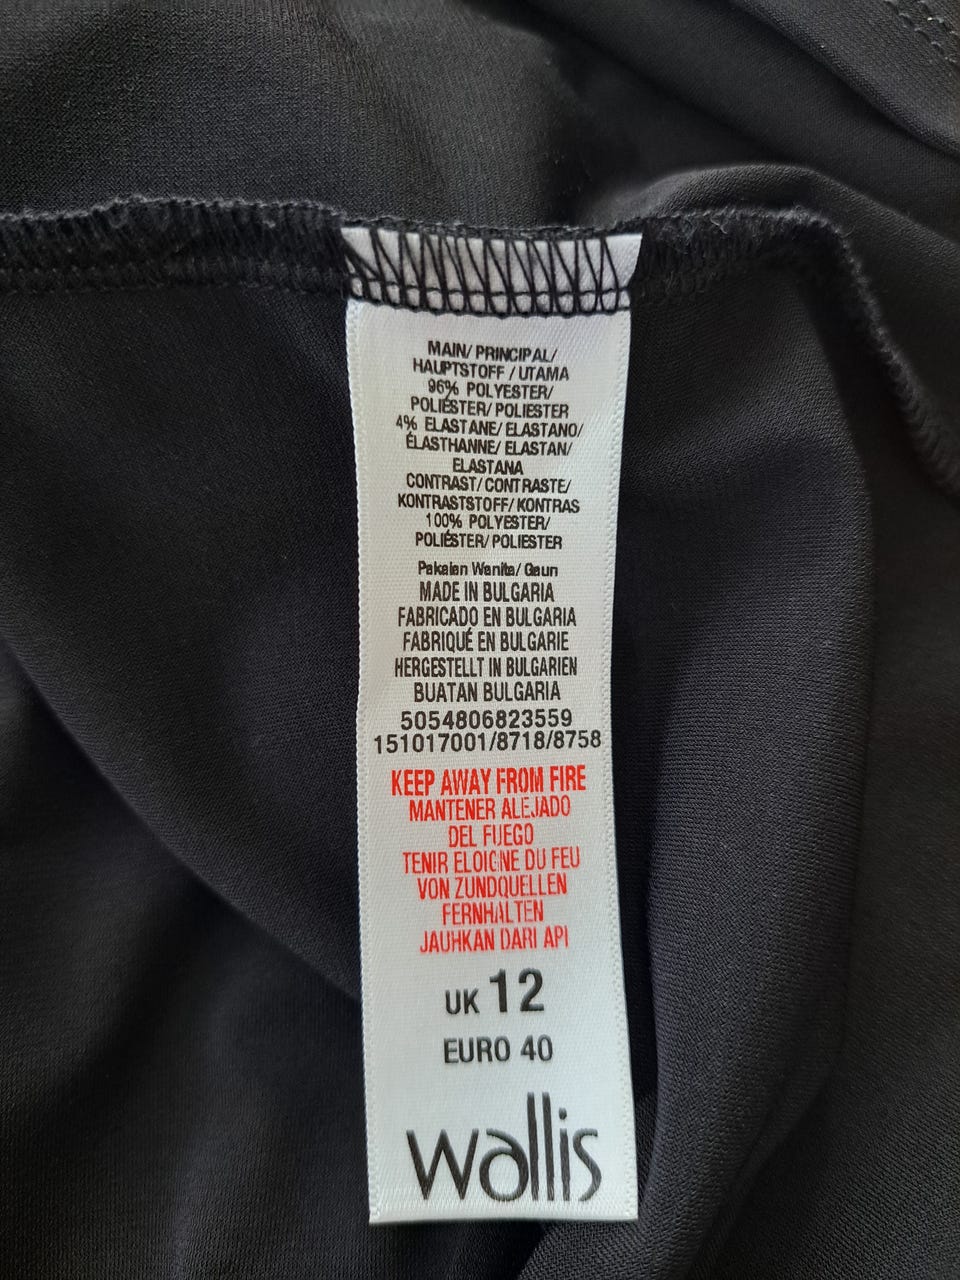 MAIN/ PRINCIPAL/
HAUPTSTOFF / UTAMA
96% POLYESTER/
POLIÉSTER/ POLIESTER
4% ELASTANE/ ELASTANO/
ÉLASTHANNE/ ELASTAN/
ELASTANA
CONTRAST/ CONTRASTE/
KONTRASTSTOFF/ KONTRAS
100% POLYESTER/
POLIÉSTER/ POLIESTER
Pakaian Wanita/ Gaun
MADE IN BULGARIA
FABRICADO EN BULGARIA
FABRIQUÉ EN BULGARIE
HERGESTELLT IN BULGARIEN
BUATAN BULGARIA
5054806823559
151017001/8718/8758
KEEP AWAY FROM FIRE
MANTENER ALEJADO
DEL FUEGO
TENIR ELOIGNE DU FEU
VON ZUNDQUELLEN
FERNHALTEN
JAUHKAN DARI API
UK 12
EURO 40
wallis